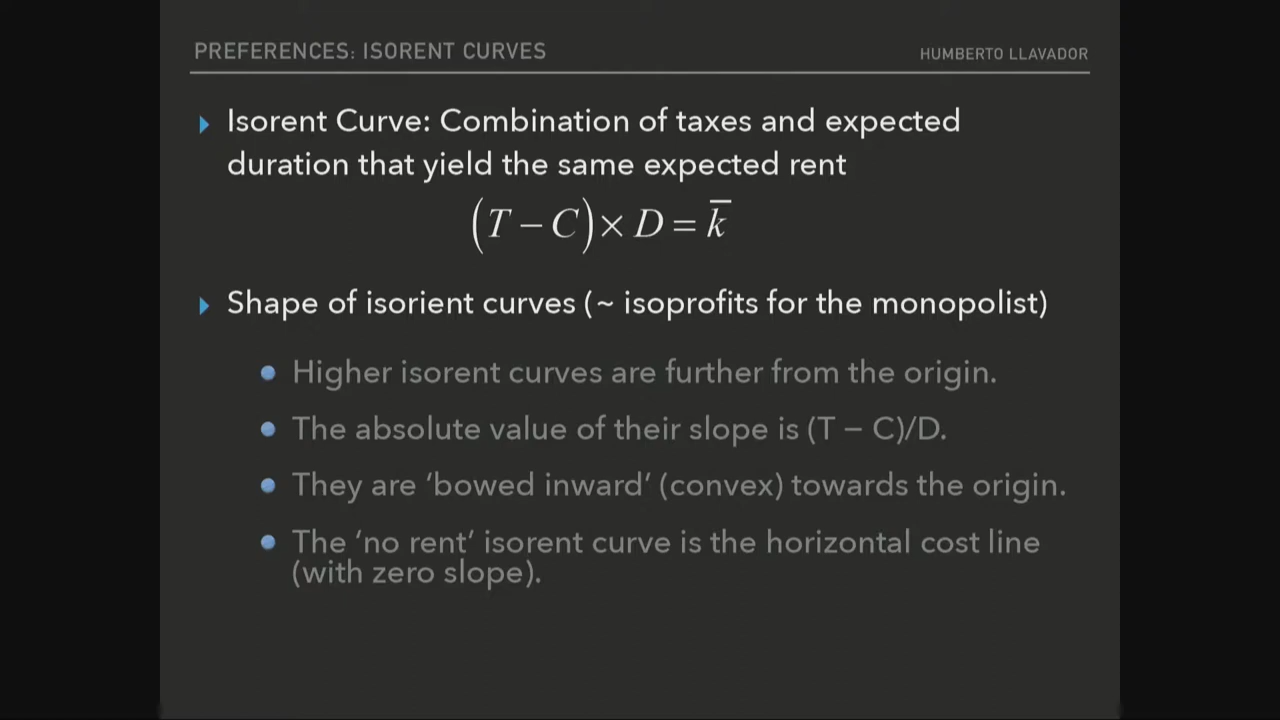 PREFERENCES: ISORENT CURVES
HUMBERTO LLAVADOR
Isorent Curve: Combination of taxes and expected
duration that yield the same expected rent
(T − C) × D = k̅
Shape of isorient curves (~ isoprofits for the monopolist)
Higher isorent curves are further from the origin.
The absolute value of their slope is (T − C)/D.
They are ‘bowed inward’ (convex) towards the origin.
The ‘no rent’ isorent curve is the horizontal cost line
(with zero slope).